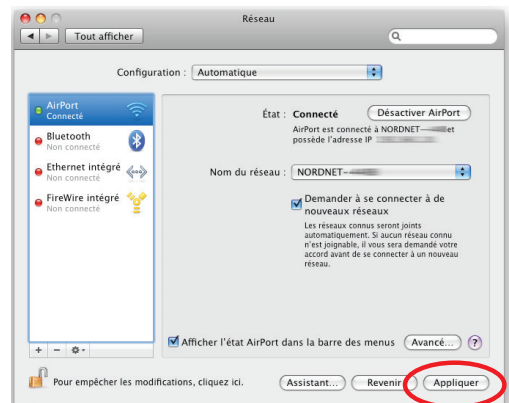 Réseau
Tout afficher
Configuration : Automatique
AirPort
Connecté
Bluetooth
Non connecté
Ethernet intégré
Non connecté
FireWire intégré
Non connecté
État : Connecté
Désactiver AirPort
AirPort est connecté à NORDNET- et
possède l'adresse IP
Nom du réseau : NORDNET-
Demander à se connecter à de
nouveaux réseaux
Les réseaux connus seront joints
automatiquement. Si aucun réseau connu
n'est joignable, il vous sera demandé votre
accord avant de se connecter à un nouveau
réseau.
Afficher l'état AirPort dans la barre des menus
Avancé... ?
+ −
Pour empêcher les modifications, cliquez ici.
Assistant... Revenir Appliquer